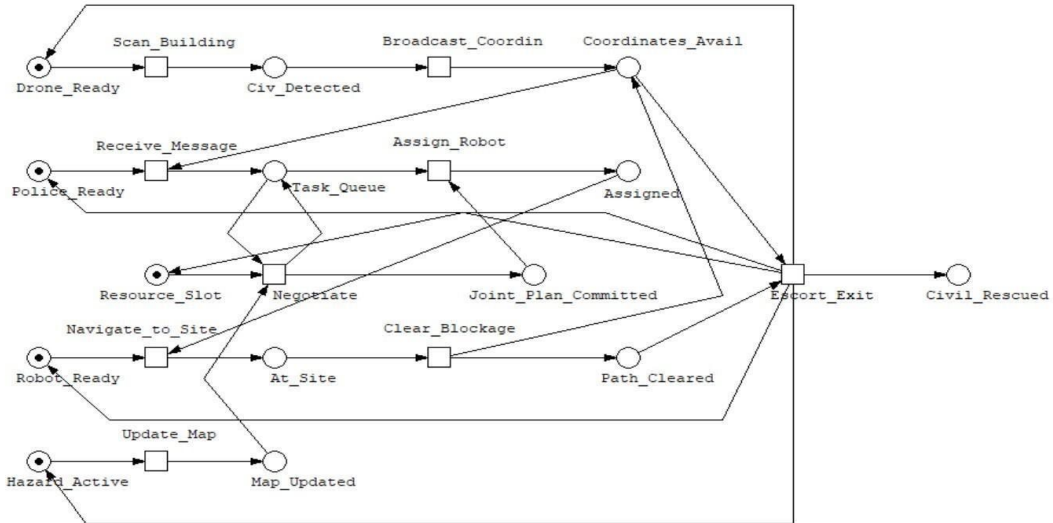 Scan_Building
Broadcast_Coordin
Coordinates_Avail
Drone_Ready
Civ_Detected
Receive_Message
Assign_Robot
Police_Ready
Task_Queue
Assigned
Resource_Slot
Negotiate
Joint_Plan_Committed
Escort_Exit
Civil_Rescued
Navigate_to_Site
Clear_Blockage
Robot_Ready
At_Site
Path_Cleared
Update_Map
Hazard_Active
Map_Updated